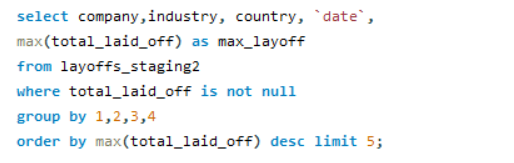 select company,industry, country, `date`,
max(total_laid_off) as max_layoff
from layoffs_staging2
where total_laid_off is not null
group by 1,2,3,4
order by max(total_laid_off) desc limit 5;